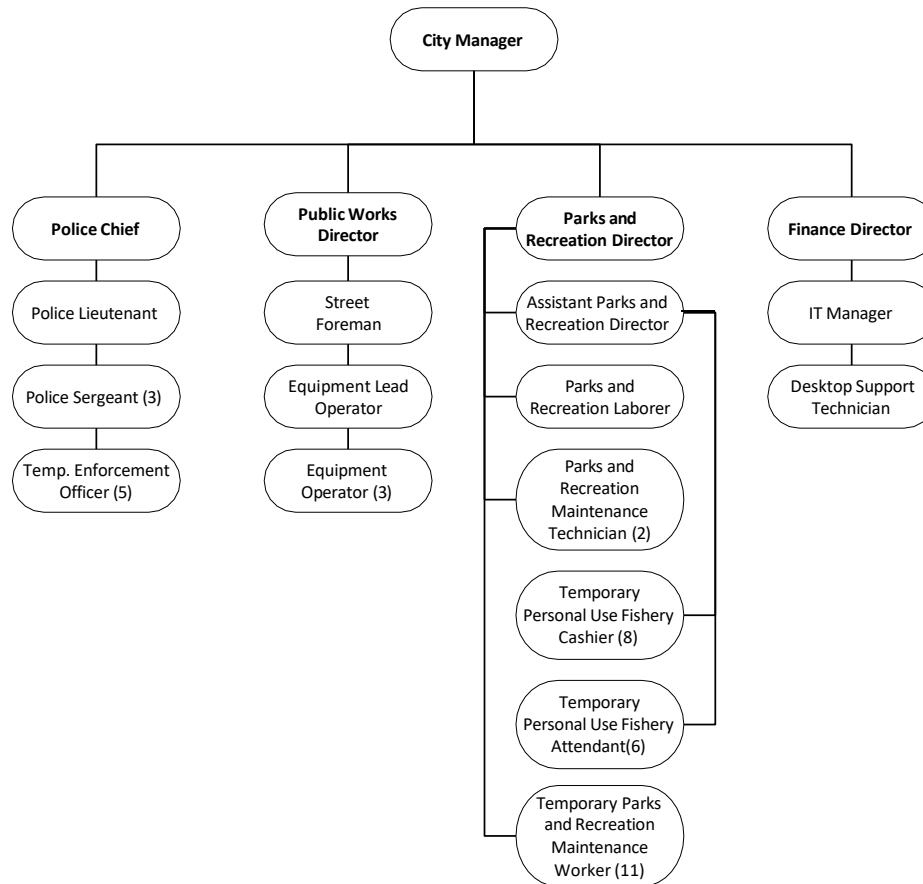 City Manager
Police Chief
Public Works
Director
Parks and
Recreation Director
Finance Director
Police Lieutenant
Street
Foreman
Assistant Parks and
Recreation Director
IT Manager
Police Sergeant (3)
Equipment Lead
Operator
Parks and
Recreation Laborer
Desktop Support
Technician
Temp. Enforcement
Officer (5)
Equipment
Operator (3)
Parks and
Recreation
Maintenance
Technician (2)
Temporary
Personal Use Fishery
Cashier (8)
Temporary
Personal Use Fishery
Attendant(6)
Temporary Parks
and Recreation
Maintenance
Worker (11)